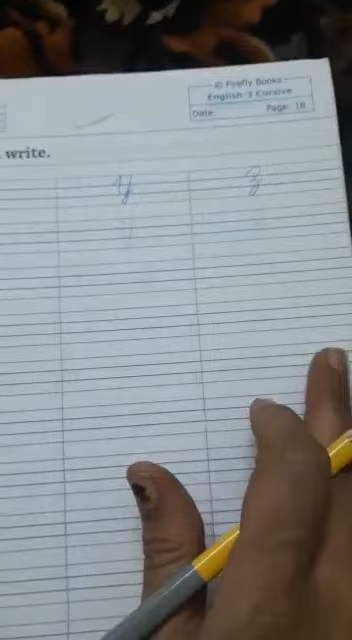 © Firefly Books
English-3 Cursive
Date: Page: 18
write.
y z